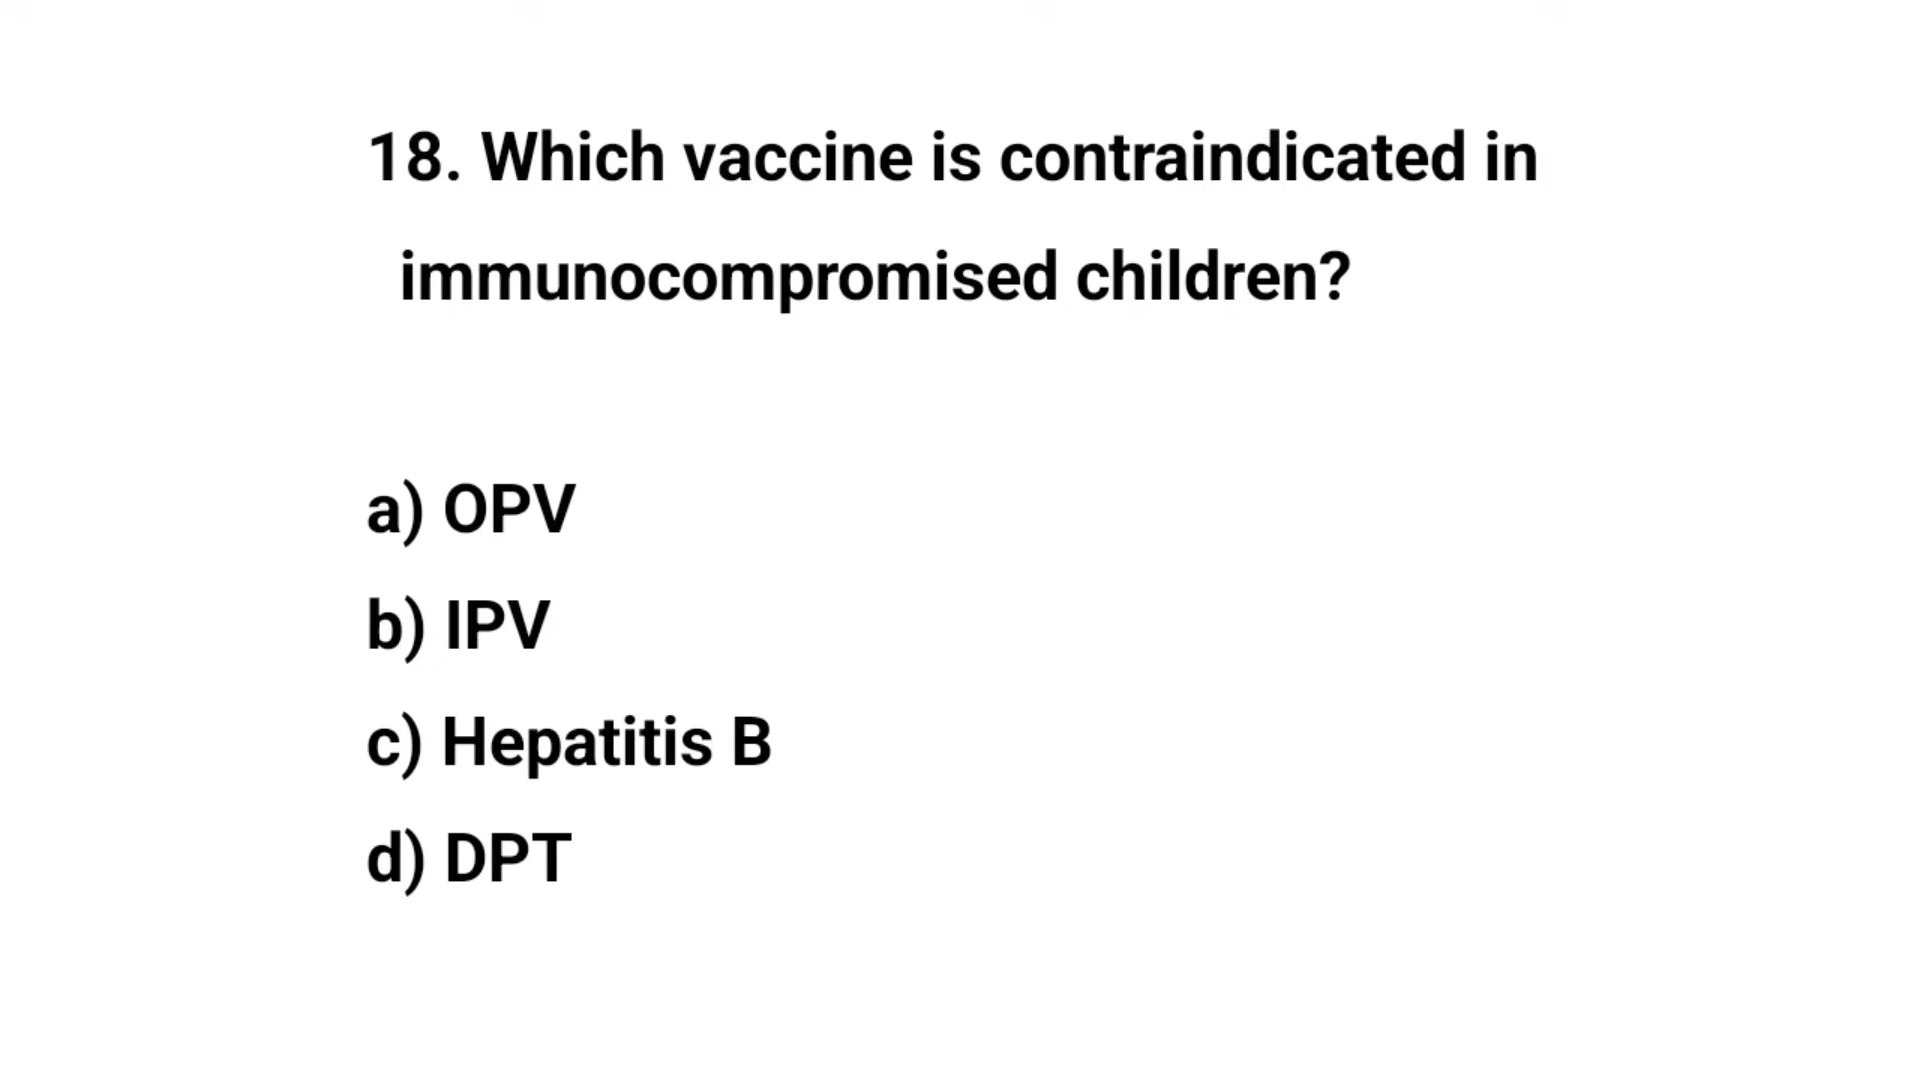 18. Which vaccine is contraindicated in
immunocompromised children?
a) OPV
b) IPV
c) Hepatitis B
d) DPT